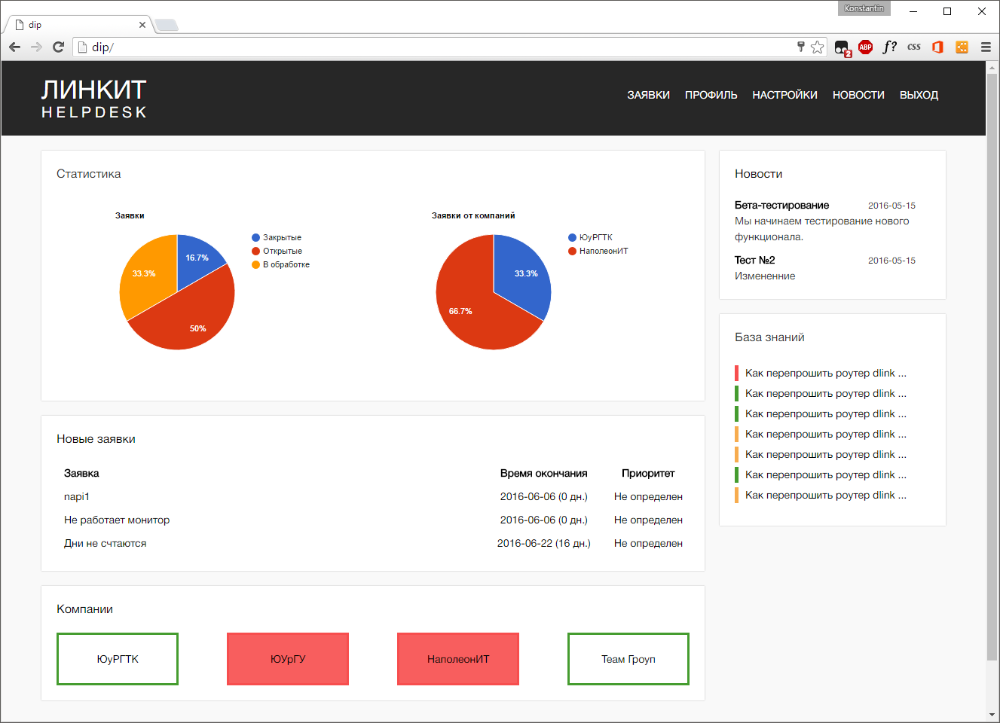 Konstantin
dip
dip/
2
ABP
f?
css
ЛИНКИТ
HELPDESK
ЗАЯВКИ ПРОФИЛЬ НАСТРОЙКИ НОВОСТИ ВЫХОД
Статистика
Заявки
Закрытые
Открытые
В обработке
16.7%
33.3%
50%
Заявки от компаний
ЮуРГТК
НаполеонИТ
33.3%
66.7%
Новые заявки
Заявка Время окончания Приоритет
napi1 2016-06-06 (0 дн.) Не определен
Не работает монитор 2016-06-06 (0 дн.) Не определен
Дни не счтаются 2016-06-22 (16 дн.) Не определен
Компании
ЮуРГТК ЮУрГУ НаполеонИТ Теам Гроуп
Новости
Бета-тестирование 2016-05-15
Мы начинаем тестирование нового
функционала.
Тест №2 2016-05-15
Измененние
База знаний
Как перепрошить роутер dlink ...
Как перепрошить роутер dlink ...
Как перепрошить роутер dlink ...
Как перепрошить роутер dlink ...
Как перепрошить роутер dlink ...
Как перепрошить роутер dlink ...
Как перепрошить роутер dlink ...